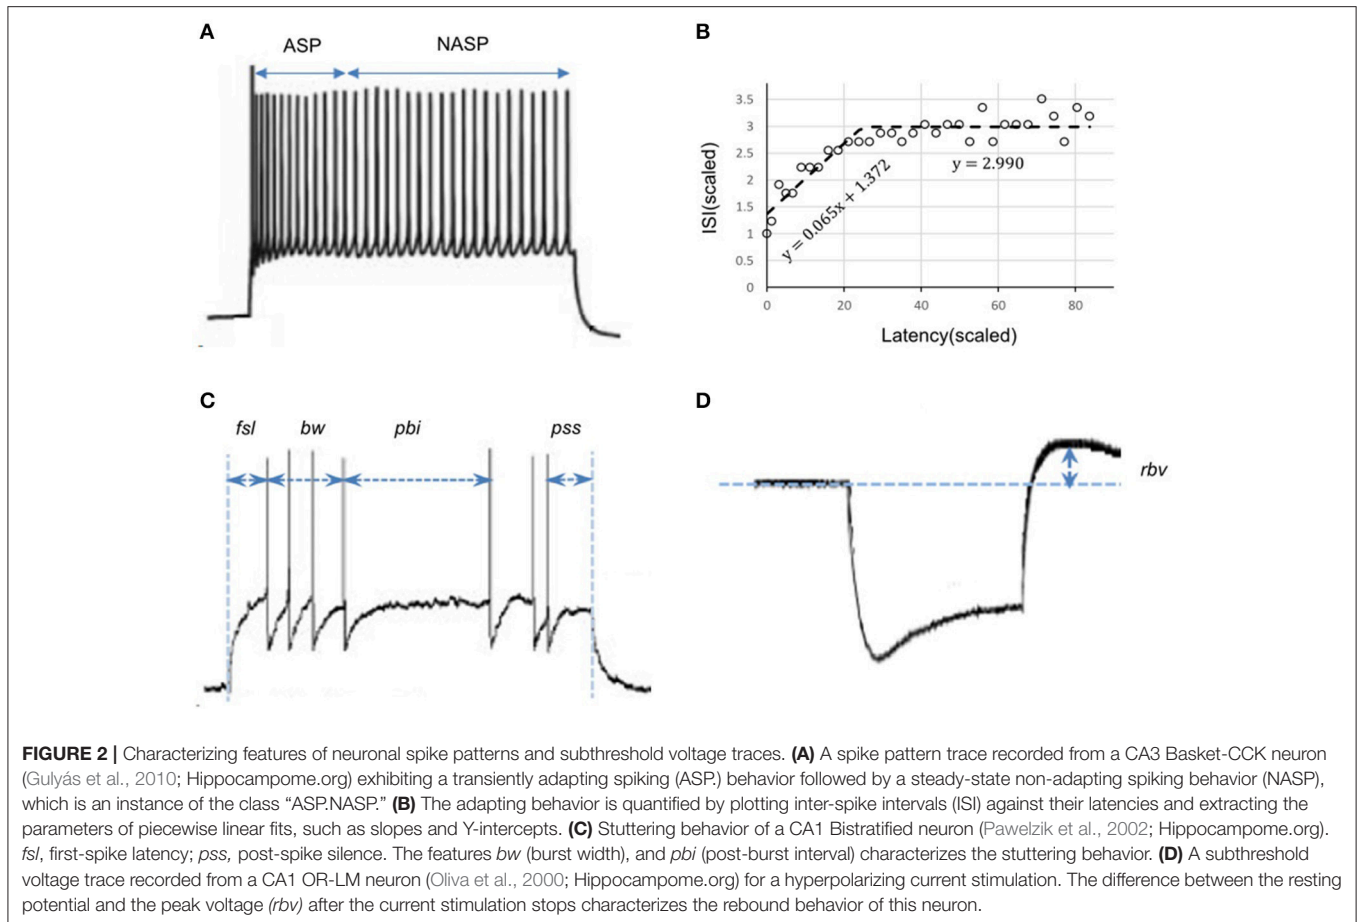 A
ASP
NASP
B
3.5
3
2.5
2
1.5
1
0.5
0
ISI(scaled)
y = 0.065x + 1.372
y = 2.990
0 20 40 60 80
Latency(scaled)
C
fsl bw pbi pss
D
rbv
FIGURE 2 | Characterizing features of neuronal spike patterns and subthreshold voltage traces. (A) A spike pattern trace recorded from a CA3 Basket-CCK neuron
(Gulyás et al., 2010; Hippocampome.org) exhibiting a transiently adapting spiking (ASP.) behavior followed by a steady-state non-adapting spiking behavior (NASP),
which is an instance of the class “ASP.NASP.” (B) The adapting behavior is quantified by plotting inter-spike intervals (ISI) against their latencies and extracting the
parameters of piecewise linear fits, such as slopes and Y-intercepts. (C) Stuttering behavior of a CA1 Bistratified neuron (Pawelzik et al., 2002; Hippocampome.org).
fsl, first-spike latency; pss, post-spike silence. The features bw (burst width), and pbi (post-burst interval) characterizes the stuttering behavior. (D) A subthreshold
voltage trace recorded from a CA1 OR-LM neuron (Oliva et al., 2000; Hippocampome.org) for a hyperpolarizing current stimulation. The difference between the resting
potential and the peak voltage (rbv) after the current stimulation stops characterizes the rebound behavior of this neuron.